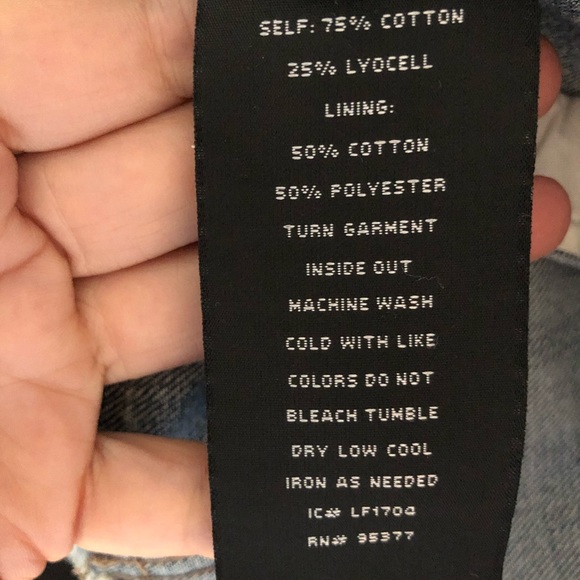 SELF: 75% COTTON
25% LYOCELL
LINING:
50% COTTON
50% POLYESTER
TURN GARMENT
INSIDE OUT
MACHINE WASH
COLD WITH LIKE
COLORS DO NOT
BLEACH TUMBLE
DRY LOW COOL
IRON AS NEEDED
IC# LF1704
RN# 95377